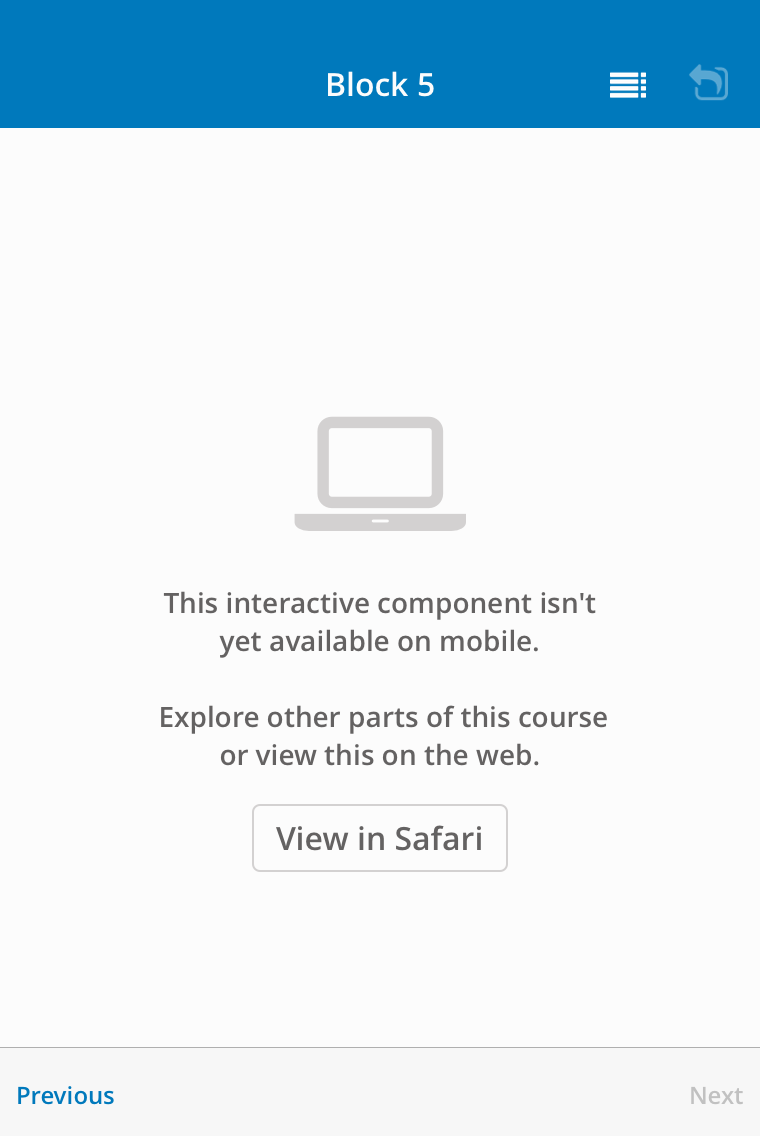 Block 5
This interactive component isn't
yet available on mobile.
Explore other parts of this course
or view this on the web.
View in Safari
Previous
Next